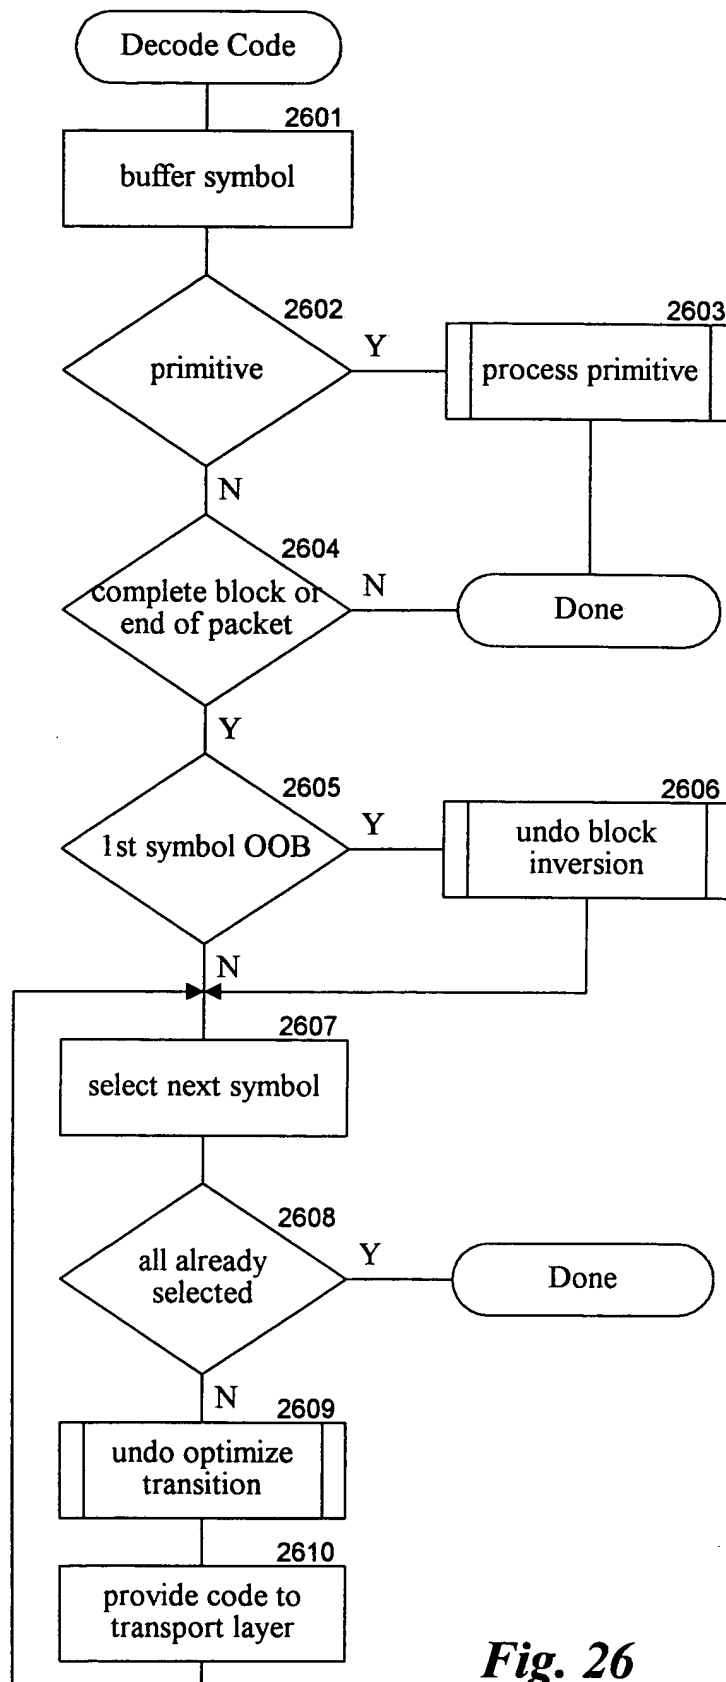 Decode Code
2601
buffer symbol
2602
primitive
Y
2603
process primitive
N
2604
complete block or
end of packet
N
Done
Y
2605
1st symbol OOB
Y
2606
undo block
inversion
N
2607
select next symbol
2608
all already
selected
Y
Done
N
2609
undo optimize
transition
2610
provide code to
transport layer
Fig. 26